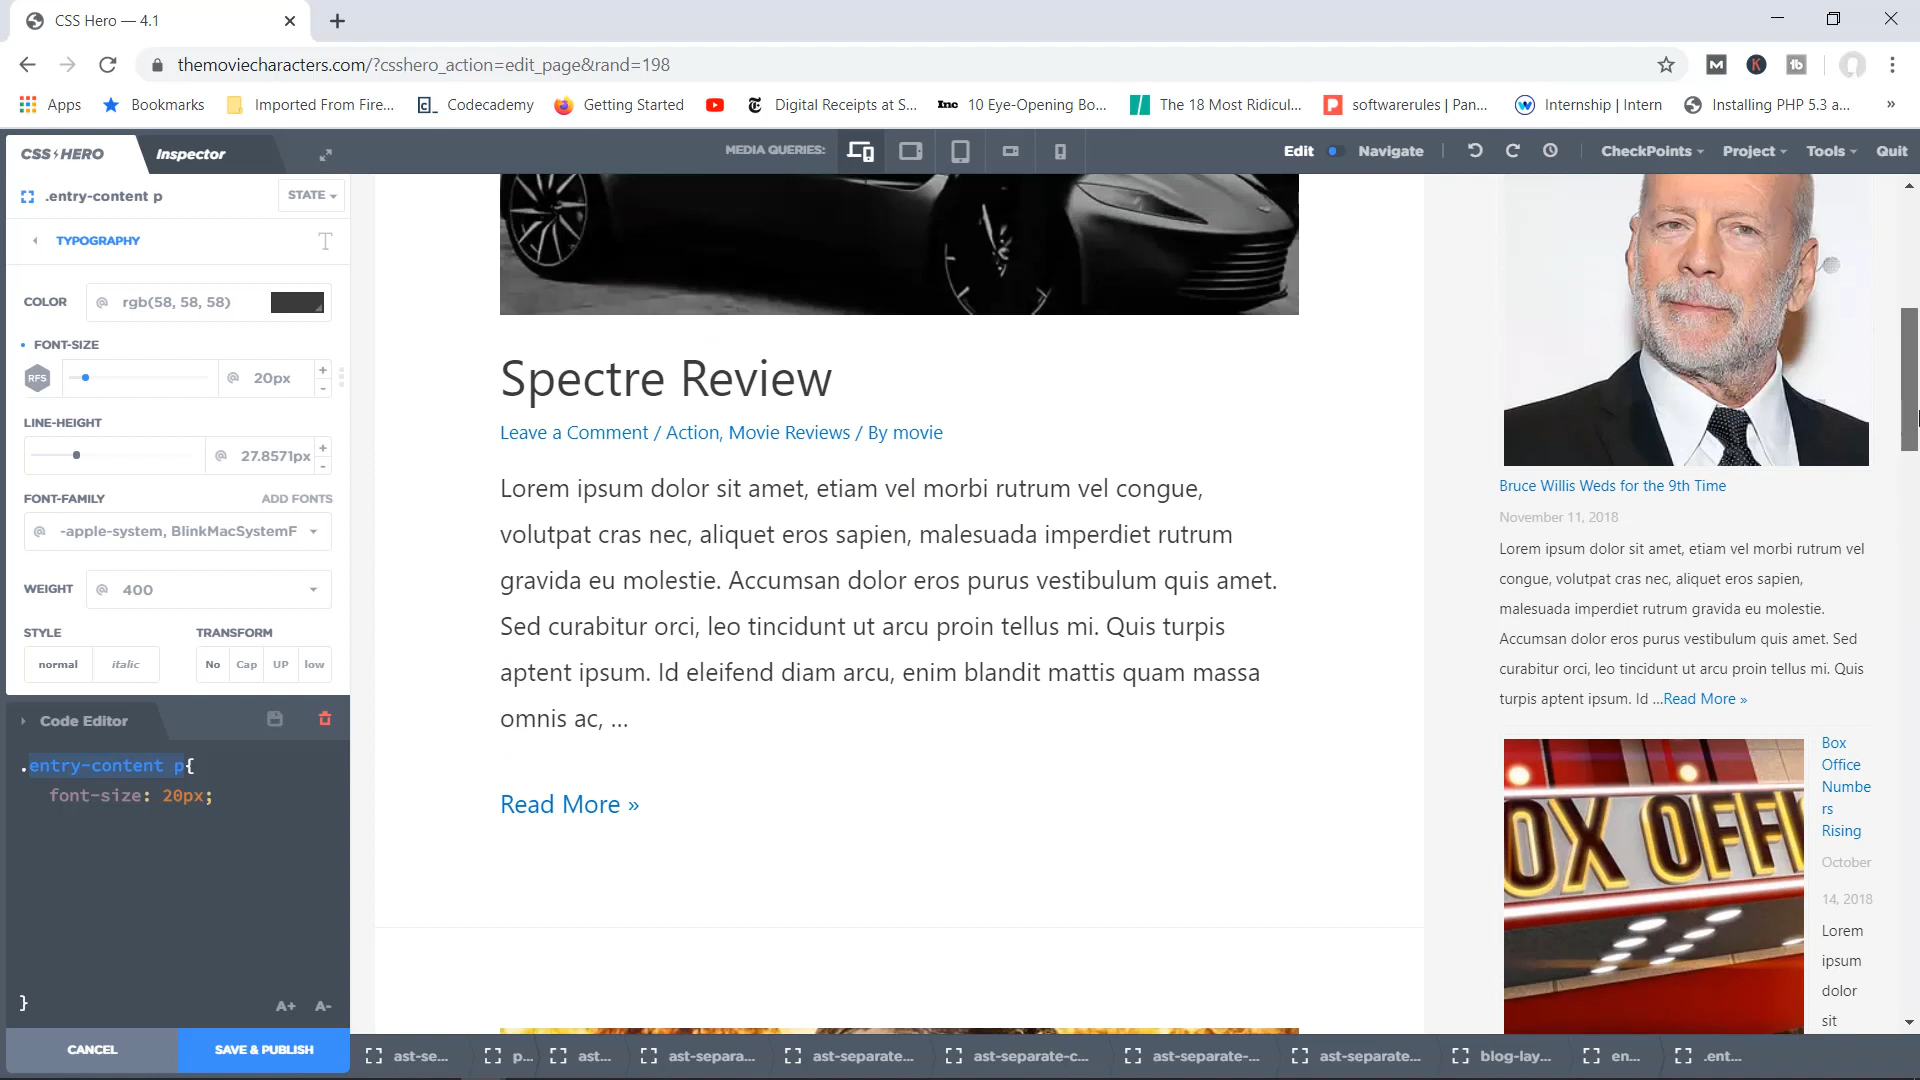 CSS Hero — 4.1
themoviecharacters.com/?csshero_action=edit_page&rand=198
Apps Bookmarks Imported From Fire... Codecademy Getting Started Digital Receipts at S... Inc 10 Eye-Opening Bo... The 18 Most Ridicul... softwarerules | Pan... Internship | Intern Installing PHP 5.3 a... »
CSS HERO Inspector MEDIA QUERIES: Edit Navigate CheckPoints Project Tools Quit
.entry-content p STATE
TYPOGRAPHY T
COLOR @ rgb(58, 58, 58)
FONT-SIZE
RFS @ 20px + -
LINE-HEIGHT
@ 27.8571px + -
FONT-FAMILY ADD FONTS
@ -apple-system, BlinkMacSystemF
WEIGHT @ 400
STYLE TRANSFORM
normal italic No Cap UP low
Code Editor
.entry-content p{
font-size: 20px;
}
A+ A-
CANCEL SAVE & PUBLISH
Spectre Review
Leave a Comment / Action, Movie Reviews / By movie
Lorem ipsum dolor sit amet, etiam vel morbi rutrum vel congue,
volutpat cras nec, aliquet eros sapien, malesuada imperdiet rutrum
gravida eu molestie. Accumsan dolor eros purus vestibulum quis amet.
Sed curabitur orci, leo tincidunt ut arcu proin tellus mi. Quis turpis
aptent ipsum. Id eleifend diam arcu, enim blandit mattis quam massa
omnis ac, ...
Read More »
Bruce Willis Weds for the 9th Time
November 11, 2018
Lorem ipsum dolor sit amet, etiam vel morbi rutrum vel
congue, volutpat cras nec, aliquet eros sapien,
malesuada imperdiet rutrum gravida eu molestie.
Accumsan dolor eros purus vestibulum quis amet. Sed
curabitur orci, leo tincidunt ut arcu proin tellus mi. Quis
turpis aptent ipsum. Id ...Read More »
OX OFFI
Box
Office
Numbe
rs
Rising
October
14, 2018
Lorem
ipsum
dolor
sit
ast-se... p... ast... ast-separa... ast-separate... ast-separate-c... ast-separate-... ast-separate... blog-lay... en... .ent...